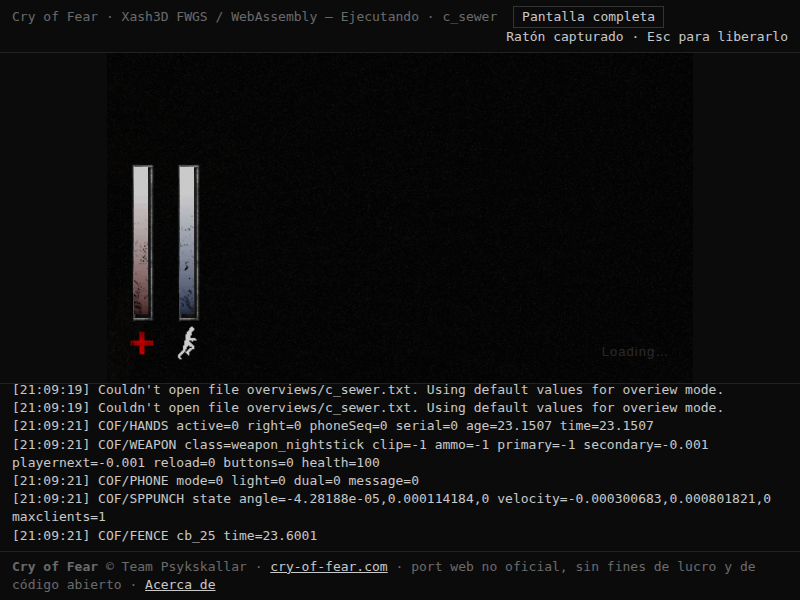 Cry of Fear · Xash3D FWGS / WebAssembly — Ejecutando · c_sewer
Pantalla completa
Ratón capturado · Esc para liberarlo
Loading...
[21:09:19] Couldn't open file overviews/c_sewer.txt. Using default values for overiew mode.
[21:09:19] Couldn't open file overviews/c_sewer.txt. Using default values for overiew mode.
[21:09:21] COF/HANDS active=0 right=0 phoneSeq=0 serial=0 age=23.1507 time=23.1507
[21:09:21] COF/WEAPON class=weapon_nightstick clip=-1 ammo=-1 primary=-1 secondary=-0.001
playernext=-0.001 reload=0 buttons=0 health=100
[21:09:21] COF/PHONE mode=0 light=0 dual=0 message=0
[21:09:21] COF/SPPUNCH state angle=-4.28188e-05,0.000114184,0 velocity=-0.000300683,0.000801821,0
maxclients=1
[21:09:21] COF/FENCE cb_25 time=23.6001
Cry of Fear © Team Psyskallar · cry-of-fear.com · port web no oficial, sin fines de lucro y de
código abierto · Acerca de